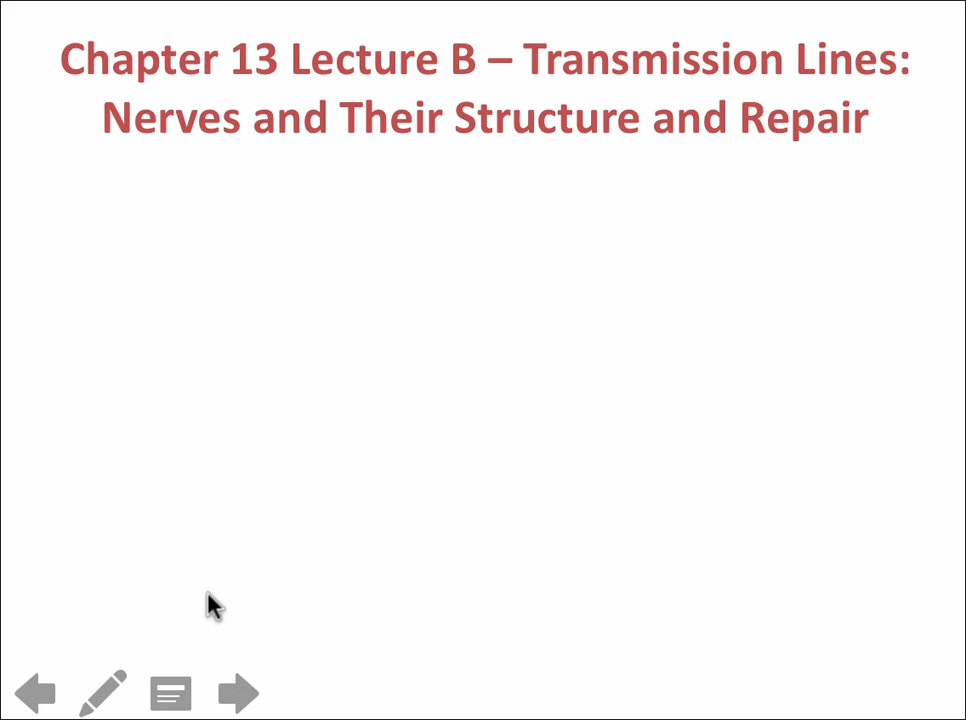 Chapter 13 Lecture B – Transmission Lines:
Nerves and Their Structure and Repair